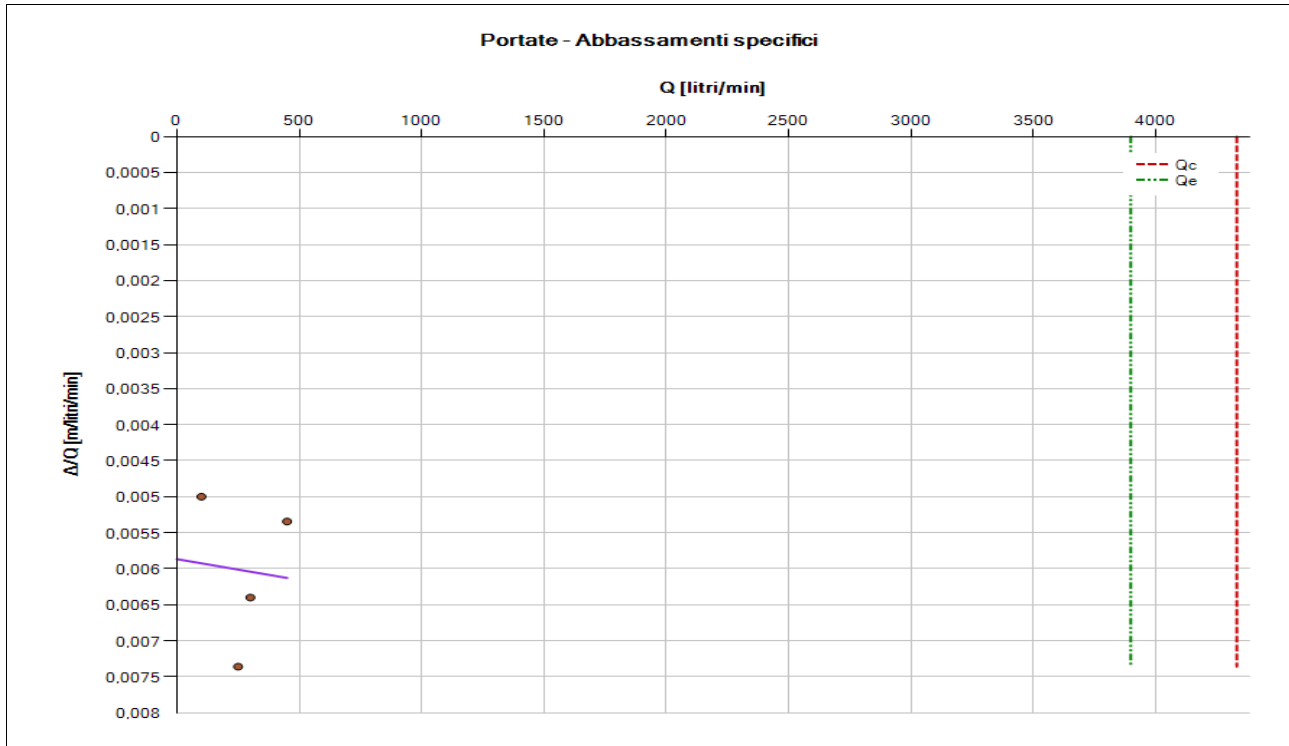 Portate - Abbassamenti specifici
Q [litri/min]
0 500 1000 1500 2000 2500 3000 3500 4000
0
0,0005
0,001
0,0015
0,002
0,0025
0,003
0,0035
0,004
0,0045
0,005
0,0055
0,006
0,0065
0,007
0,0075
0,008
Δ/Q [m/litri/min]
Qc
Qe